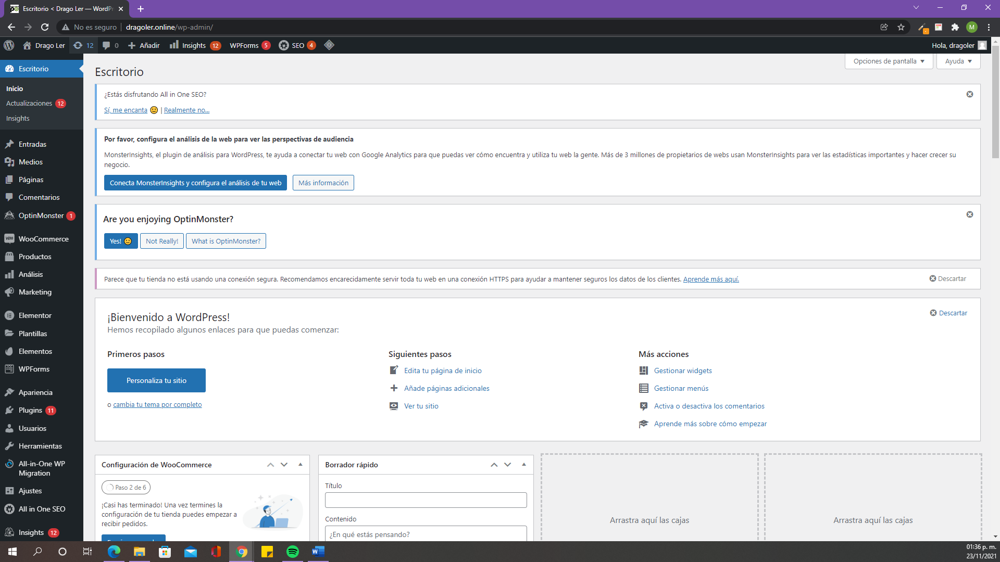 Escritorio < Drago Ler — WordPr
No es seguro
dragoler.online/wp-admin/
M
Drago Ler
12
0
Añadir
Insights 12
WPForms 5
SEO 4
Hola, dragoler
Escritorio
Inicio
Actualizaciones 12
Insights
Entradas
Medios
Páginas
Comentarios
OptinMonster 1
WooCommerce
Productos
Análisis
Marketing
Elementor
Plantillas
Elementos
WPForms
Apariencia
Plugins 11
Usuarios
Herramientas
All-in-One WP
Migration
Ajustes
All in One SEO
Insights 12
Opciones de pantalla
Ayuda
Escritorio
¿Estás disfrutando All in One SEO?
Sí, me encanta 🙂 | Realmente no...
Por favor, configura el análisis de la web para ver las perspectivas de audiencia
MonsterInsights, el plugin de análisis para WordPress, te ayuda a conectar tu web con Google Analytics para que puedas ver cómo encuentra y utiliza tu web la gente. Más de 3 millones de propietarios de webs usan MonsterInsights para ver las estadísticas importantes y hacer crecer su
negocio.
Conecta MonsterInsights y configura el análisis de tu web
Más información
Are you enjoying OptinMonster?
Yes! 🙂
Not Really!
What is OptinMonster?
Parece que tu tienda no está usando una conexión segura. Recomendamos encarecidamente servir toda tu web en una conexión HTTPS para ayudar a mantener seguros los datos de los clientes. Aprende más aquí.
Descartar
¡Bienvenido a WordPress!
Hemos recopilado algunos enlaces para que puedas comenzar:
Descartar
Primeros pasos
Personaliza tu sitio
o cambia tu tema por completo
Siguientes pasos
Edita tu página de inicio
Añade páginas adicionales
Ver tu sitio
Más acciones
Gestionar widgets
Gestionar menús
Activa o desactiva los comentarios
Aprende más sobre cómo empezar
Configuración de WooCommerce
Paso 2 de 6
¡Casi has terminado! Una vez termines la
configuración de tu tienda puedes empezar a
recibir pedidos.
Borrador rápido
Título
Contenido
¿En qué estás pensando?
Arrastra aquí las cajas
Arrastra aquí las cajas
01:36 p. m.
23/11/2021